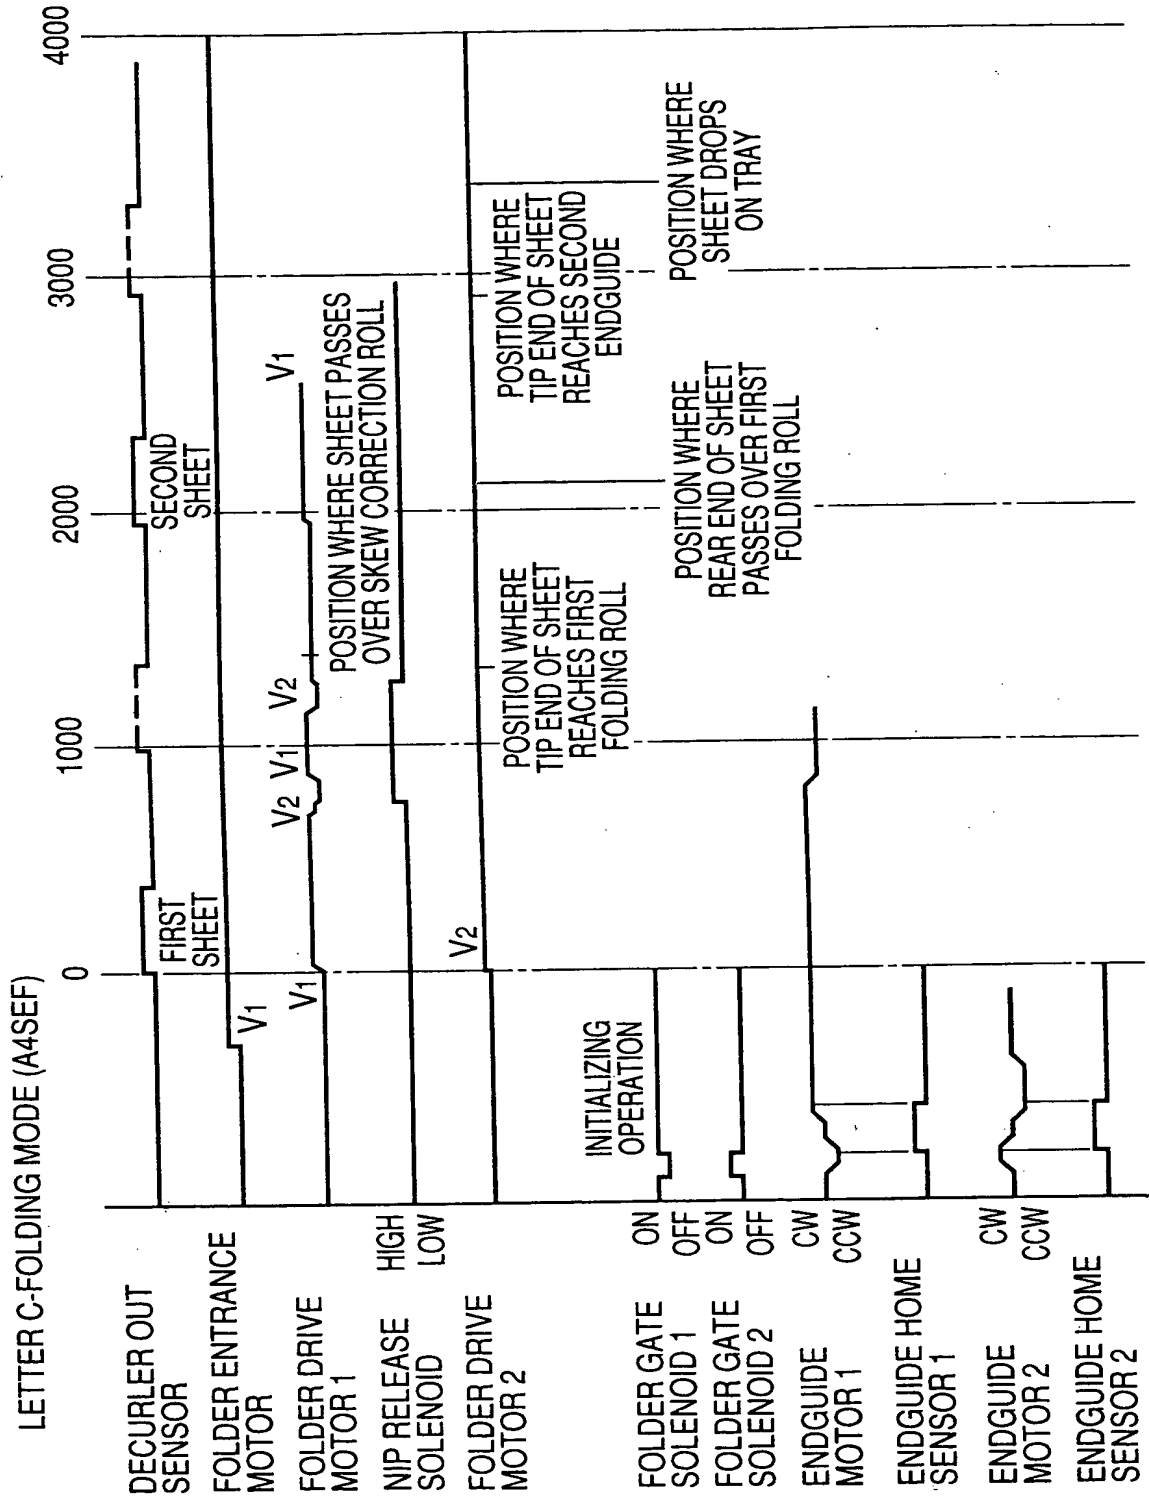 LETTER C-FOLDING MODE (A4SEF)
0
1000
2000
3000
4000
DECURLER OUT
SENSOR
FIRST
SHEET
SECOND
SHEET
FOLDER ENTRANCE
MOTOR
V1
FOLDER DRIVE
MOTOR 1
V1
V2
V1
V2
V1
POSITION WHERE SHEET PASSES
OVER SKEW CORRECTION ROLL
NIP RELEASE
SOLENOID
HIGH
LOW
FOLDER DRIVE
MOTOR 2
V2
POSITION WHERE
TIP END OF SHEET
REACHES FIRST
FOLDING ROLL
POSITION WHERE
TIP END OF SHEET
REACHES SECOND
ENDGUIDE
POSITION WHERE
REAR END OF SHEET
PASSES OVER FIRST
FOLDING ROLL
POSITION WHERE
SHEET DROPS
ON TRAY
INITIALIZING
OPERATION
FOLDER GATE
SOLENOID 1
ON
OFF
FOLDER GATE
SOLENOID 2
ON
OFF
ENDGUIDE
MOTOR 1
CW
CCW
ENDGUIDE HOME
SENSOR 1
ENDGUIDE
MOTOR 2
CW
CCW
ENDGUIDE HOME
SENSOR 2